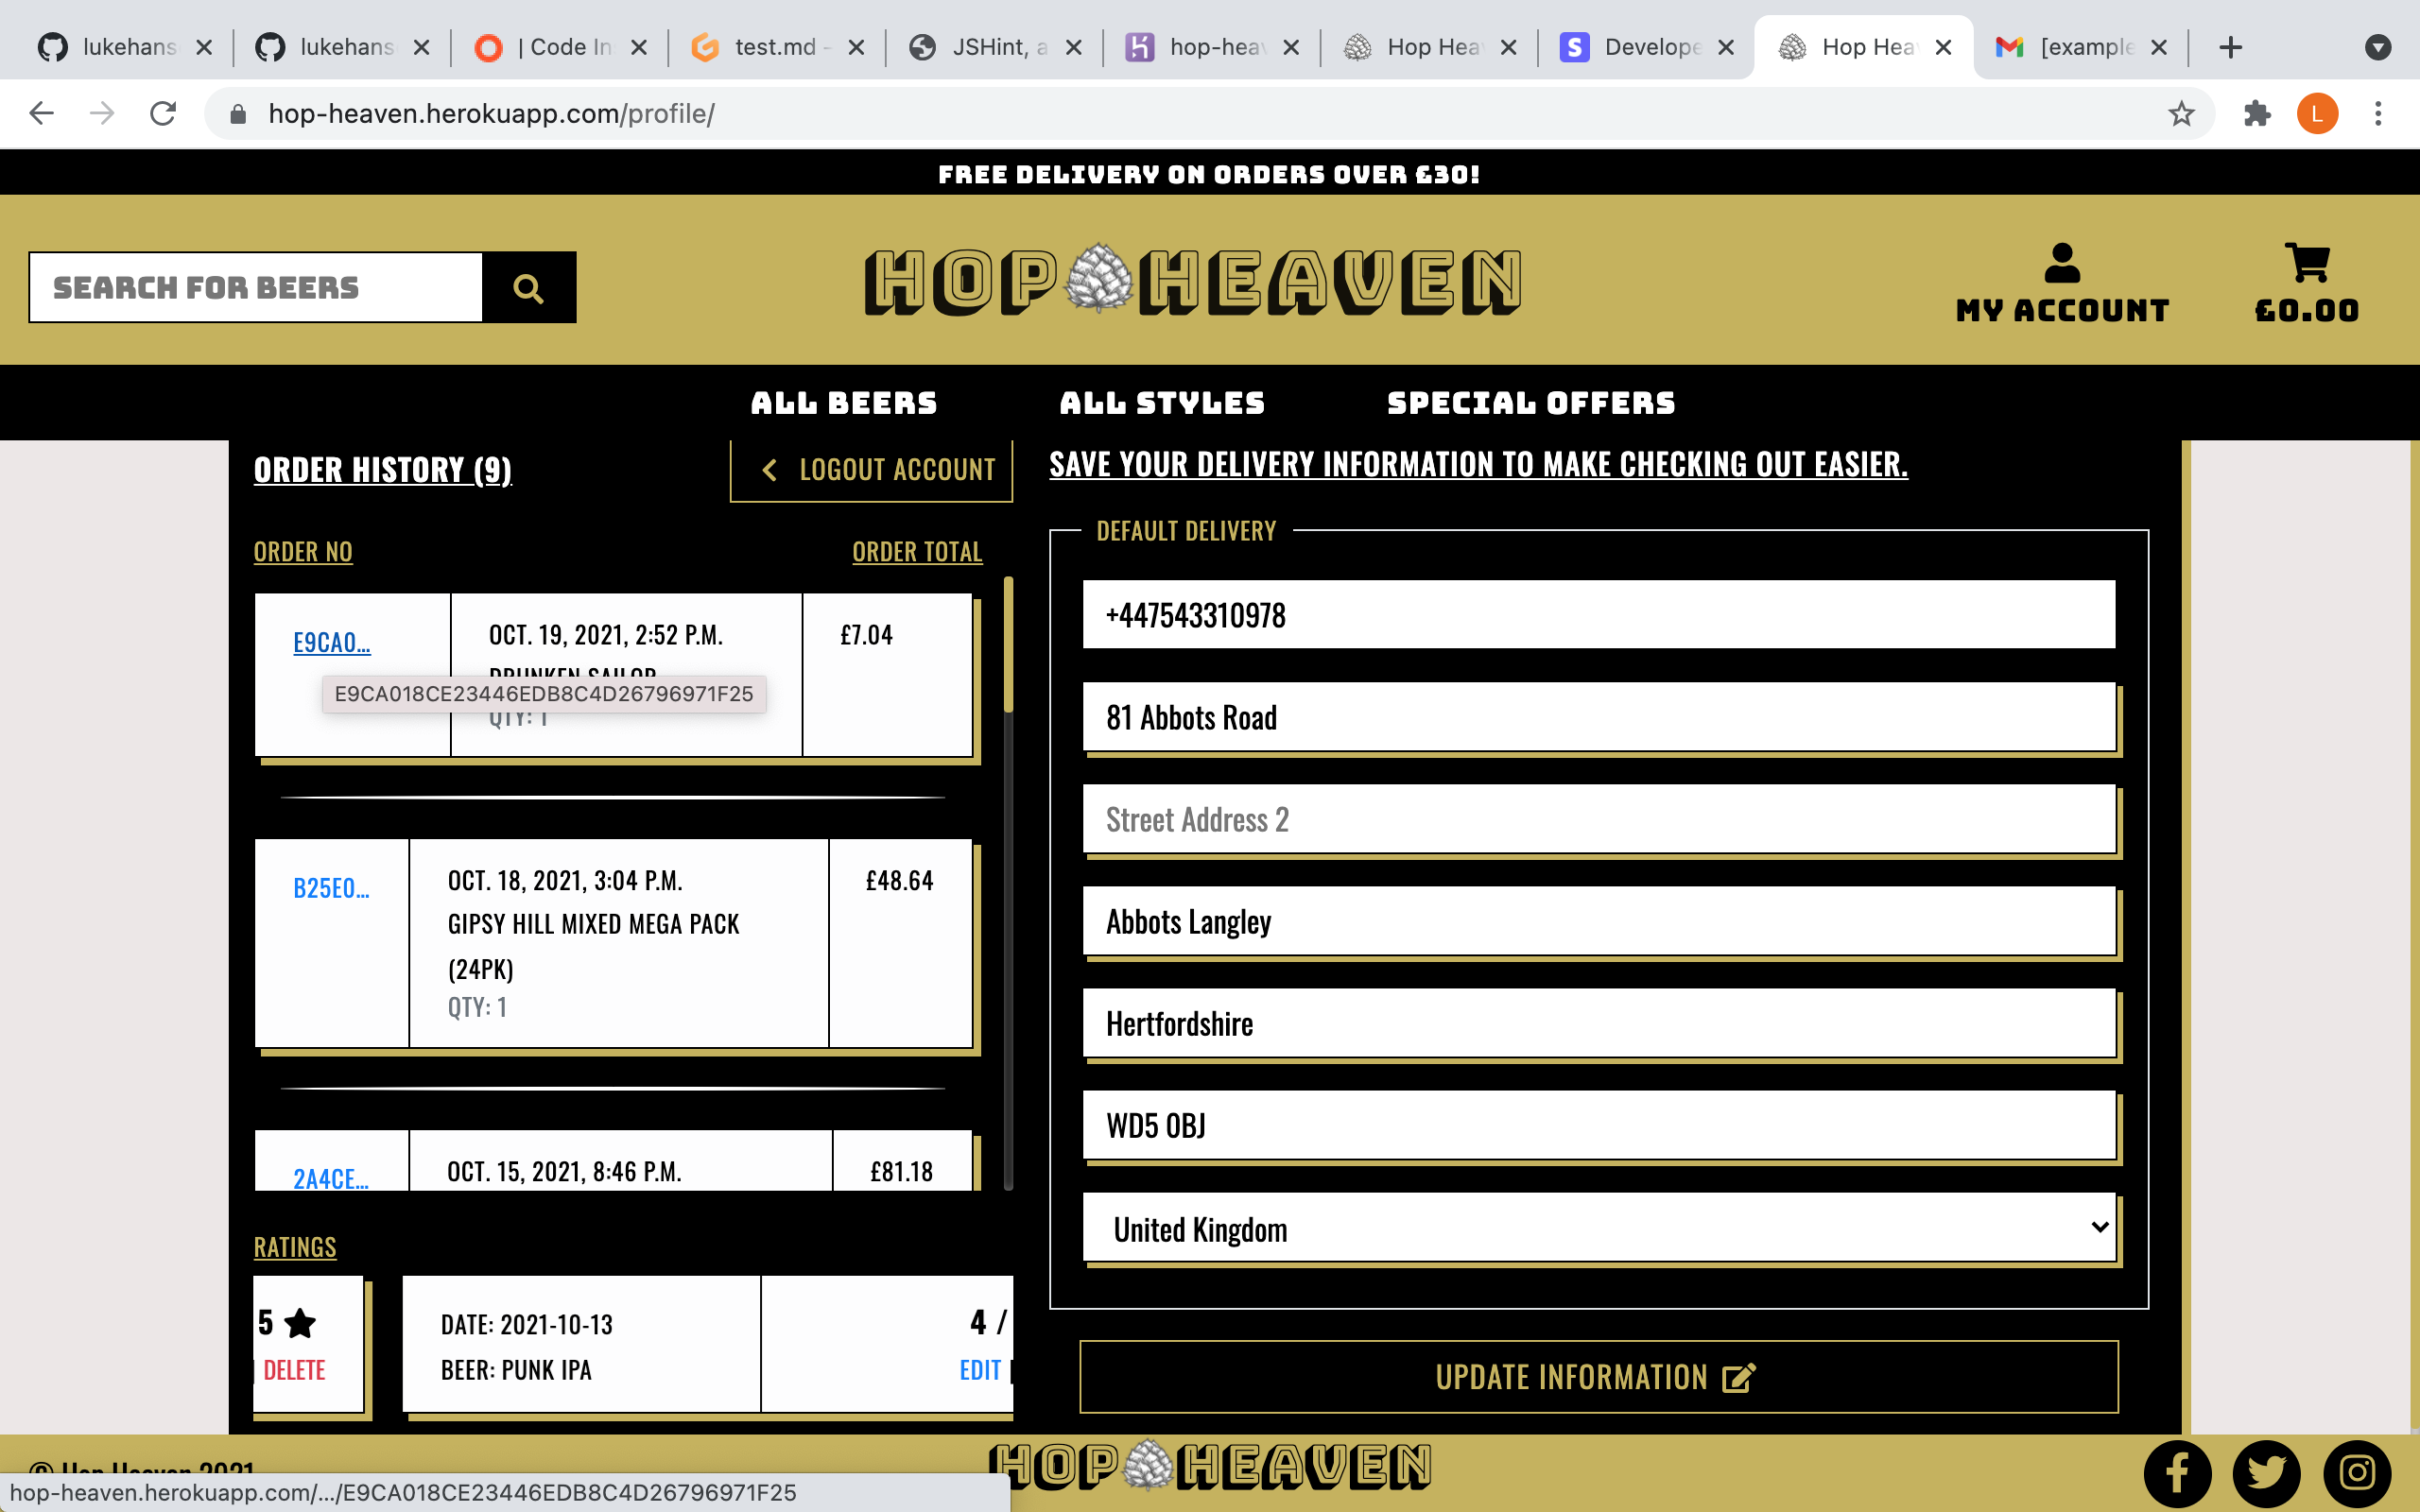 lukehans
lukehans
| Code In
test.md -
JSHint, a
hop-heav
Hop Heav
S
Develope
Hop Heav
[example
hop-heaven.herokuapp.com/profile/
L
FREE DELIVERY ON ORDERS OVER £30!
SEARCH FOR BEERS
HOP HEAVEN
MY ACCOUNT
£0.00
ALL BEERS
ALL STYLES
SPECIAL OFFERS
ORDER HISTORY (9)
LOGOUT ACCOUNT
ORDER NO
ORDER TOTAL
E9CA0...
OCT. 19, 2021, 2:52 P.M.
£7.04
DRUNKEN SAILOR
E9CA018CE23446EDB8C4D26796971F25
QTY: 1
B25E0...
OCT. 18, 2021, 3:04 P.M.
£48.64
GIPSY HILL MIXED MEGA PACK
(24PK)
QTY: 1
2A4CE...
OCT. 15, 2021, 8:46 P.M.
£81.18
RATINGS
5
DELETE
DATE: 2021-10-13
BEER: PUNK IPA
4 /
EDIT
SAVE YOUR DELIVERY INFORMATION TO MAKE CHECKING OUT EASIER.
DEFAULT DELIVERY
+447543310978
81 Abbots Road
Street Address 2
Abbots Langley
Hertfordshire
WD5 0BJ
United Kingdom
UPDATE INFORMATION
© Hop Heaven 2021
HOP HEAVEN
hop-heaven.herokuapp.com/.../E9CA018CE23446EDB8C4D26796971F25